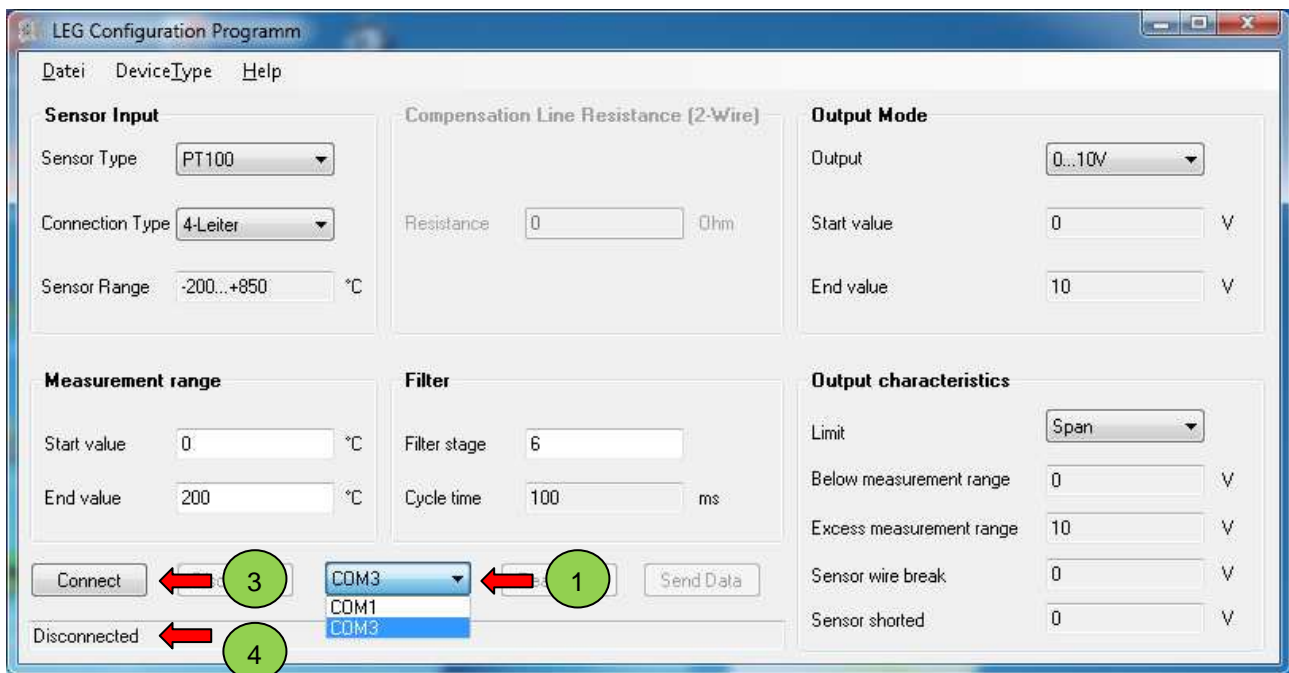 LEG Configuration Programm
Datei DeviceType Help
Sensor Input
Sensor Type PT100
Connection Type 4-Leiter
Sensor Range -200...+850 °C
Compensation Line Resistance (2-Wire)
Resistance 0 Ohm
Output Mode
Output 0...10V
Start value 0 V
End value 10 V
Measurement range
Start value 0 °C
End value 200 °C
Filter
Filter stage 6
Cycle time 100 ms
Output characteristics
Limit Span
Below measurement range 0 V
Excess measurement range 10 V
Sensor wire break 0 V
Sensor shorted 0 V
Connect 3 COM3 1 Send Data
COM1
COM3
Disconnected 4